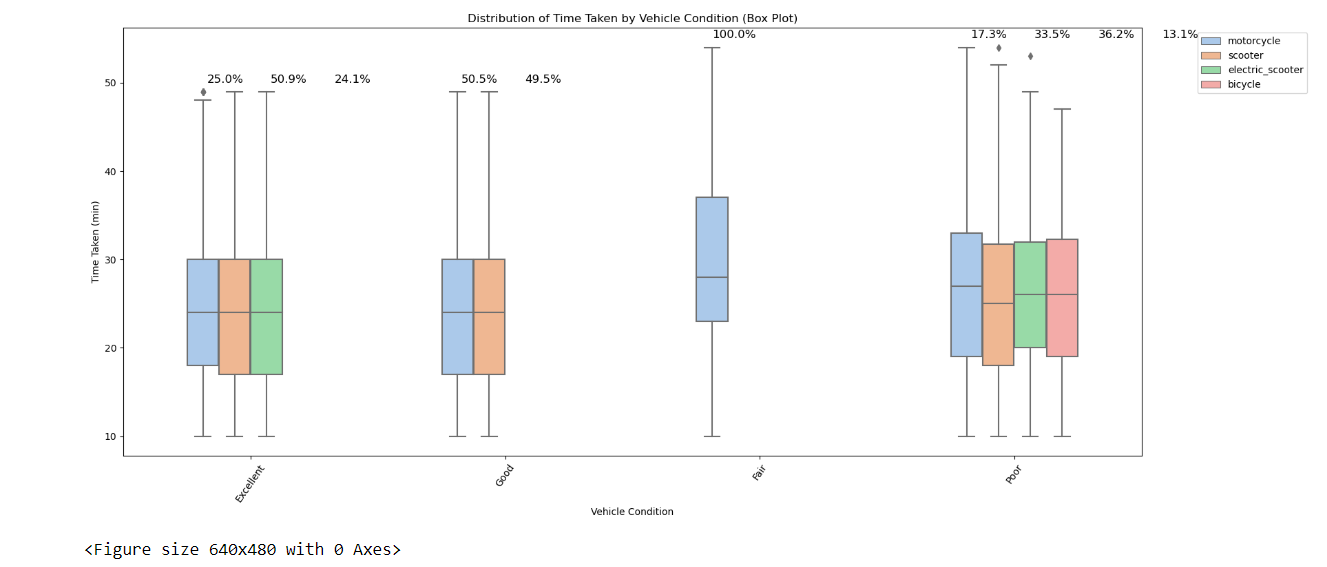 Distribution of Time Taken by Vehicle Condition (Box Plot)
100.0%
17.3% 33.5% 36.2% 13.1%
25.0% 50.9% 24.1%
50.5% 49.5%
motorcycle
scooter
electric_scooter
bicycle
50
40
30
20
10
Time Taken (min)
Excellent
Good
Fair
Poor
Vehicle Condition
<Figure size 640x480 with 0 Axes>